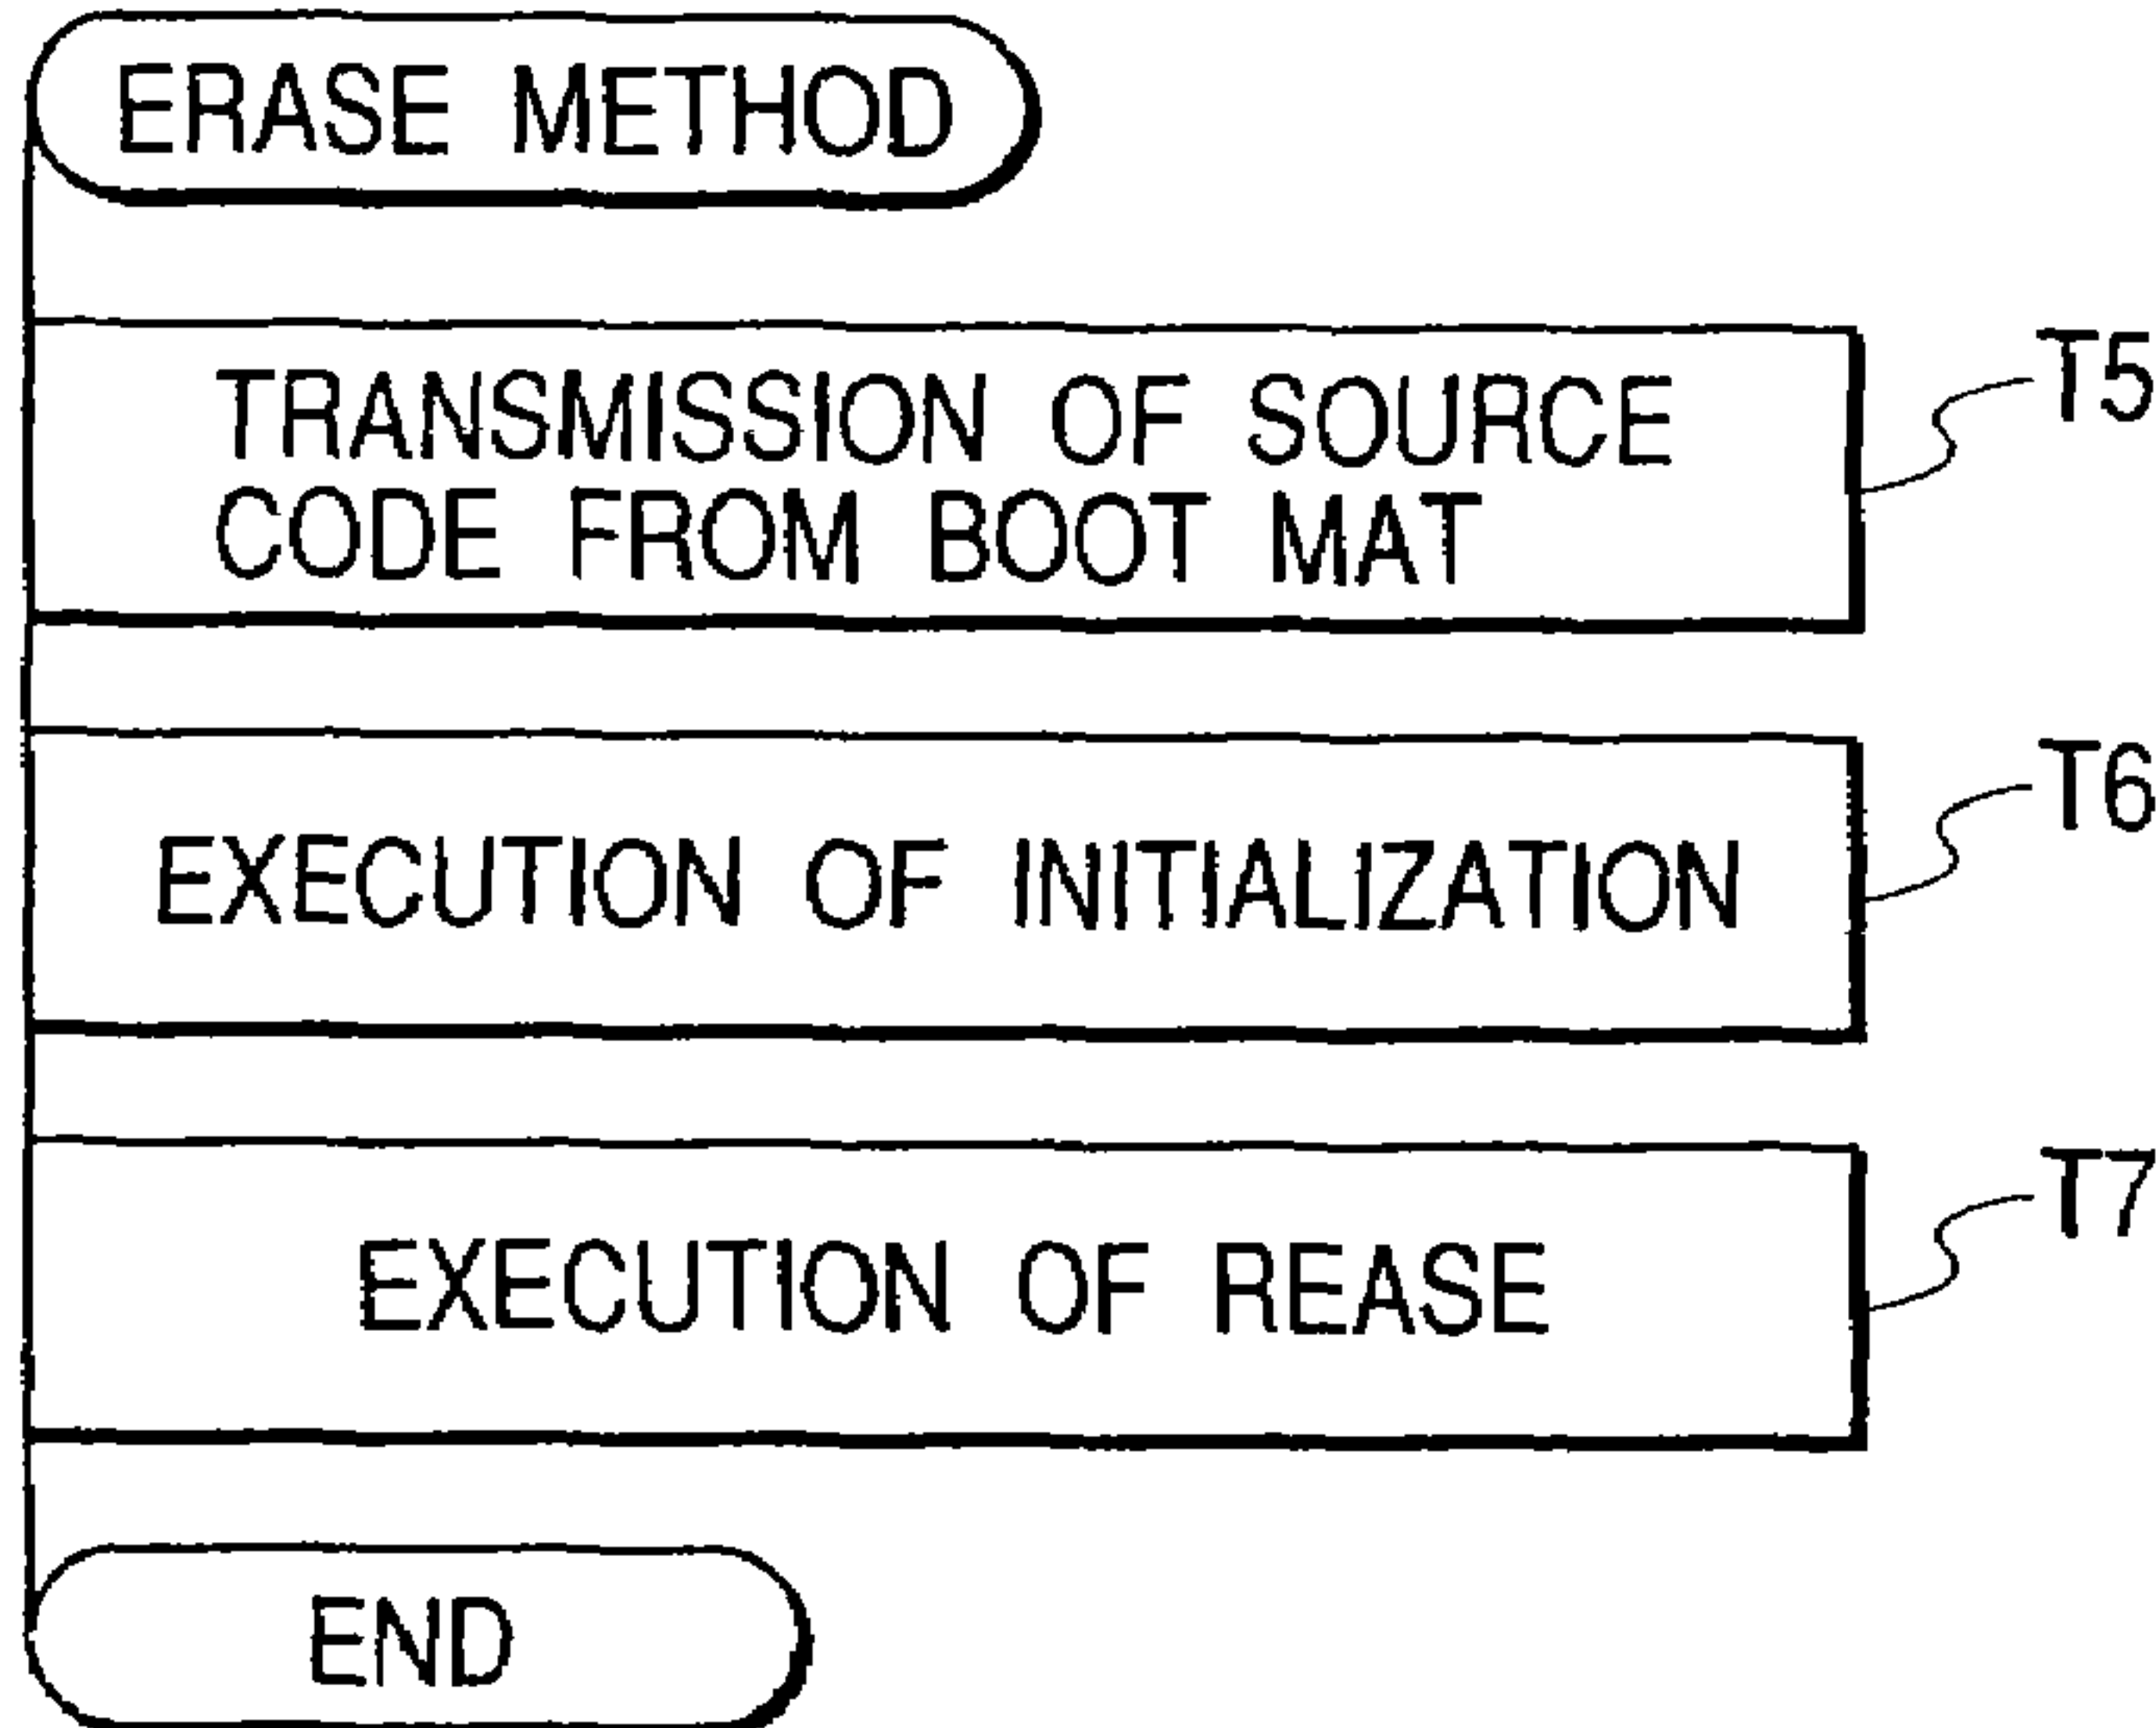 ERASE METHOD
TRANSMISSION OF SOURCE
CODE FROM BOOT MAT
T5
EXECUTION OF INITIALIZATION
T6
EXECUTION OF REASE
T7
END